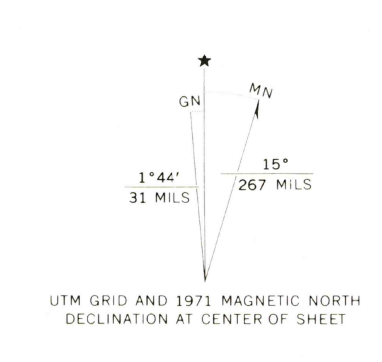 ★
GN
MN
1°44′
31 MILS
15°
267 MILS
UTM GRID AND 1971 MAGNETIC NORTH
DECLINATION AT CENTER OF SHEET